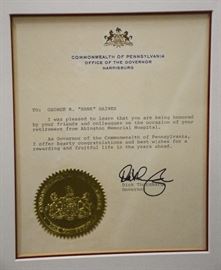 COMMONWEALTH OF PENNSYLVANIA
OFFICE OF THE GOVERNOR
HARRISBURG
TO: GEORGE R. "HANK" HAINES
I was pleased to learn that you are being honored
by your friends and colleagues on the occasion of your
retirement from Abington Memorial Hospital.
As Governor of the Commonwealth of Pennsylvania,
I offer hearty congratulations and best wishes for a
rewarding and fruitful life in the years ahead.
Dick Thornburgh
Governor